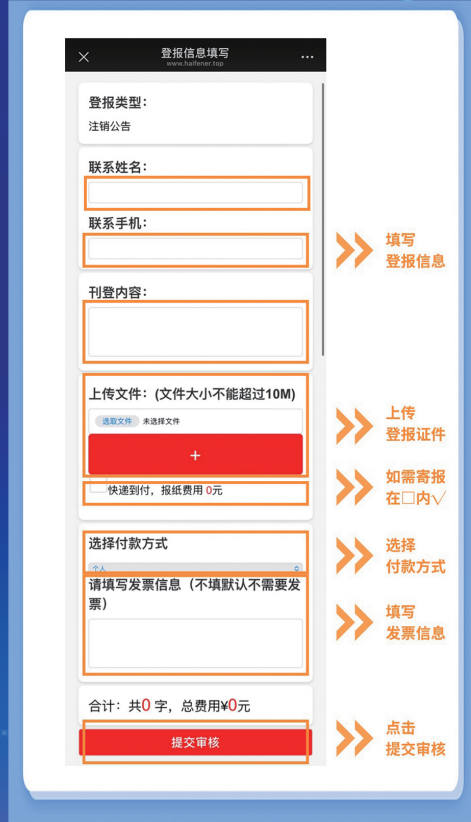 登报信息填写
www.haifener.top
登报类型：
注销公告
联系姓名：
联系手机：
填写
登报信息
刊登内容：
上传文件：(文件大小不能超过10M)
选取文件 未选择文件
+
上传
登报证件
快递到付，报纸费用 0元
如需寄报
在□内√
选择付款方式
个人
选择
付款方式
请填写发票信息（不填默认不需要发
票）
填写
发票信息
合计：共0 字，总费用¥0元
提交审核
点击
提交审核